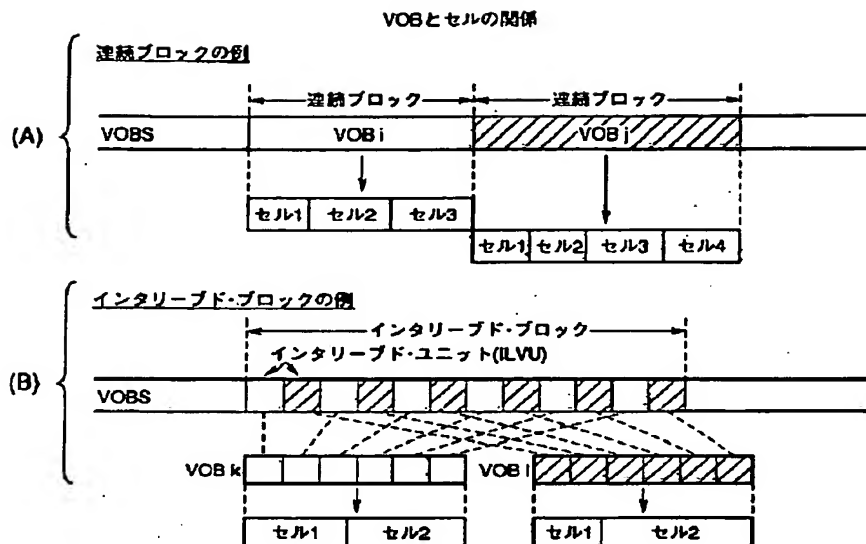 VOBとセルの関係
連続ブロックの例
連続ブロック 連続ブロック
(A)
VOBS VOB i VOB j
セル1 セル2 セル3
セル1 セル2 セル3 セル4
インタリーブド・ブロックの例
インタリーブド・ブロック
インタリーブド・ユニット(ILVU)
(B)
VOBS
VOB k VOB l
セル1 セル2 セル1 セル2